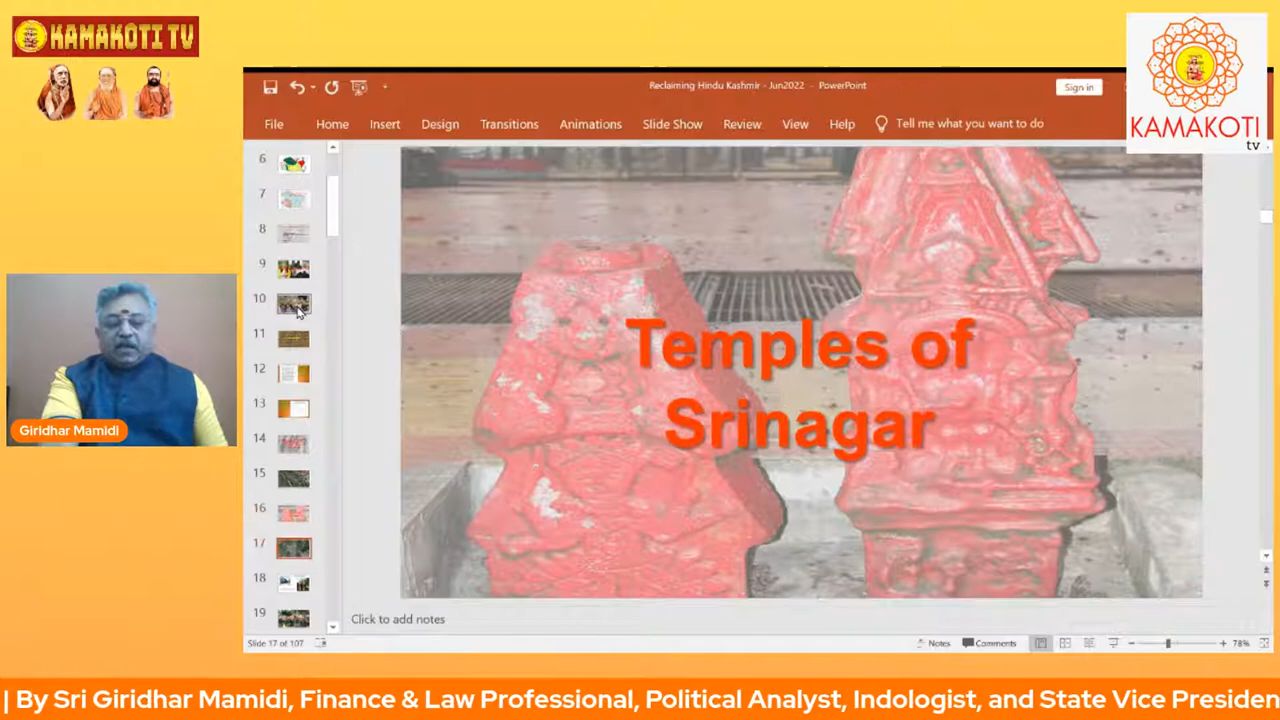 KAMAKOTI TV
KAMAKOTI
tv
Reclaiming Hindu Kashmir - Jun2022 - PowerPoint
Sign in
File Home Insert Design Transitions Animations Slide Show Review View Help Tell me what you want to do
6
7
8
9
10
11
12
13
14
15
16
17
18
19
Temples of
Srinagar
Giridhar Mamidi
Click to add notes
Slide 17 of 107
Notes Comments 78%
| By Sri Giridhar Mamidi, Finance & Law Professional, Political Analyst, Indologist, and State Vice Presiden